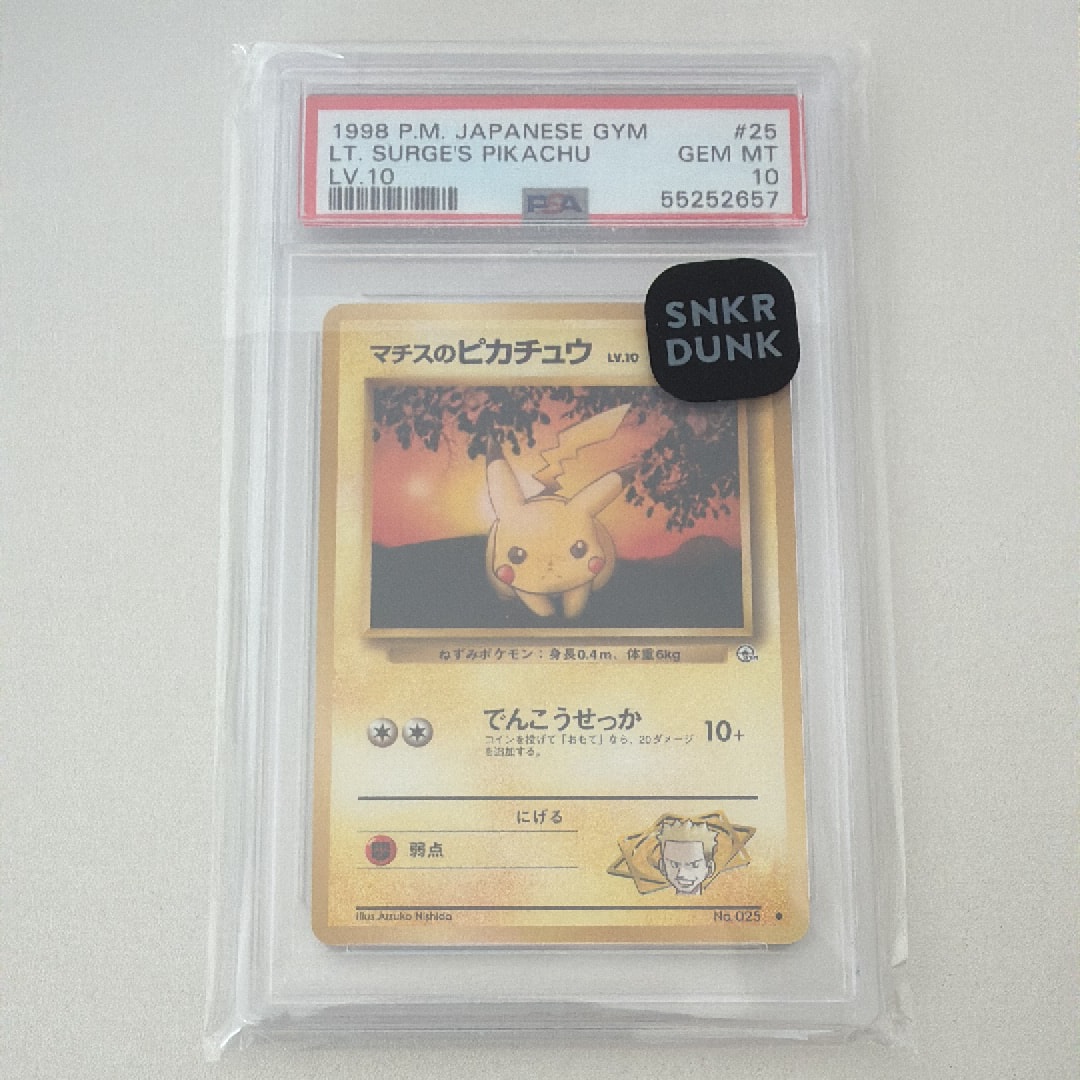 1998 P.M. JAPANESE GYM #25
LT. SURGE'S PIKACHU GEM MT
LV.10 10
PSA 55252657
SNKR
DUNK
マチスのピカチュウ LV.10
ねずみポケモン：身長0.4m、体重6kg
でんこうせっか 10+
コインを投げて「おもて」なら、20ダメージ
を追加する。
にげる
弱点
Illus. Atsuko Nishida No. 025